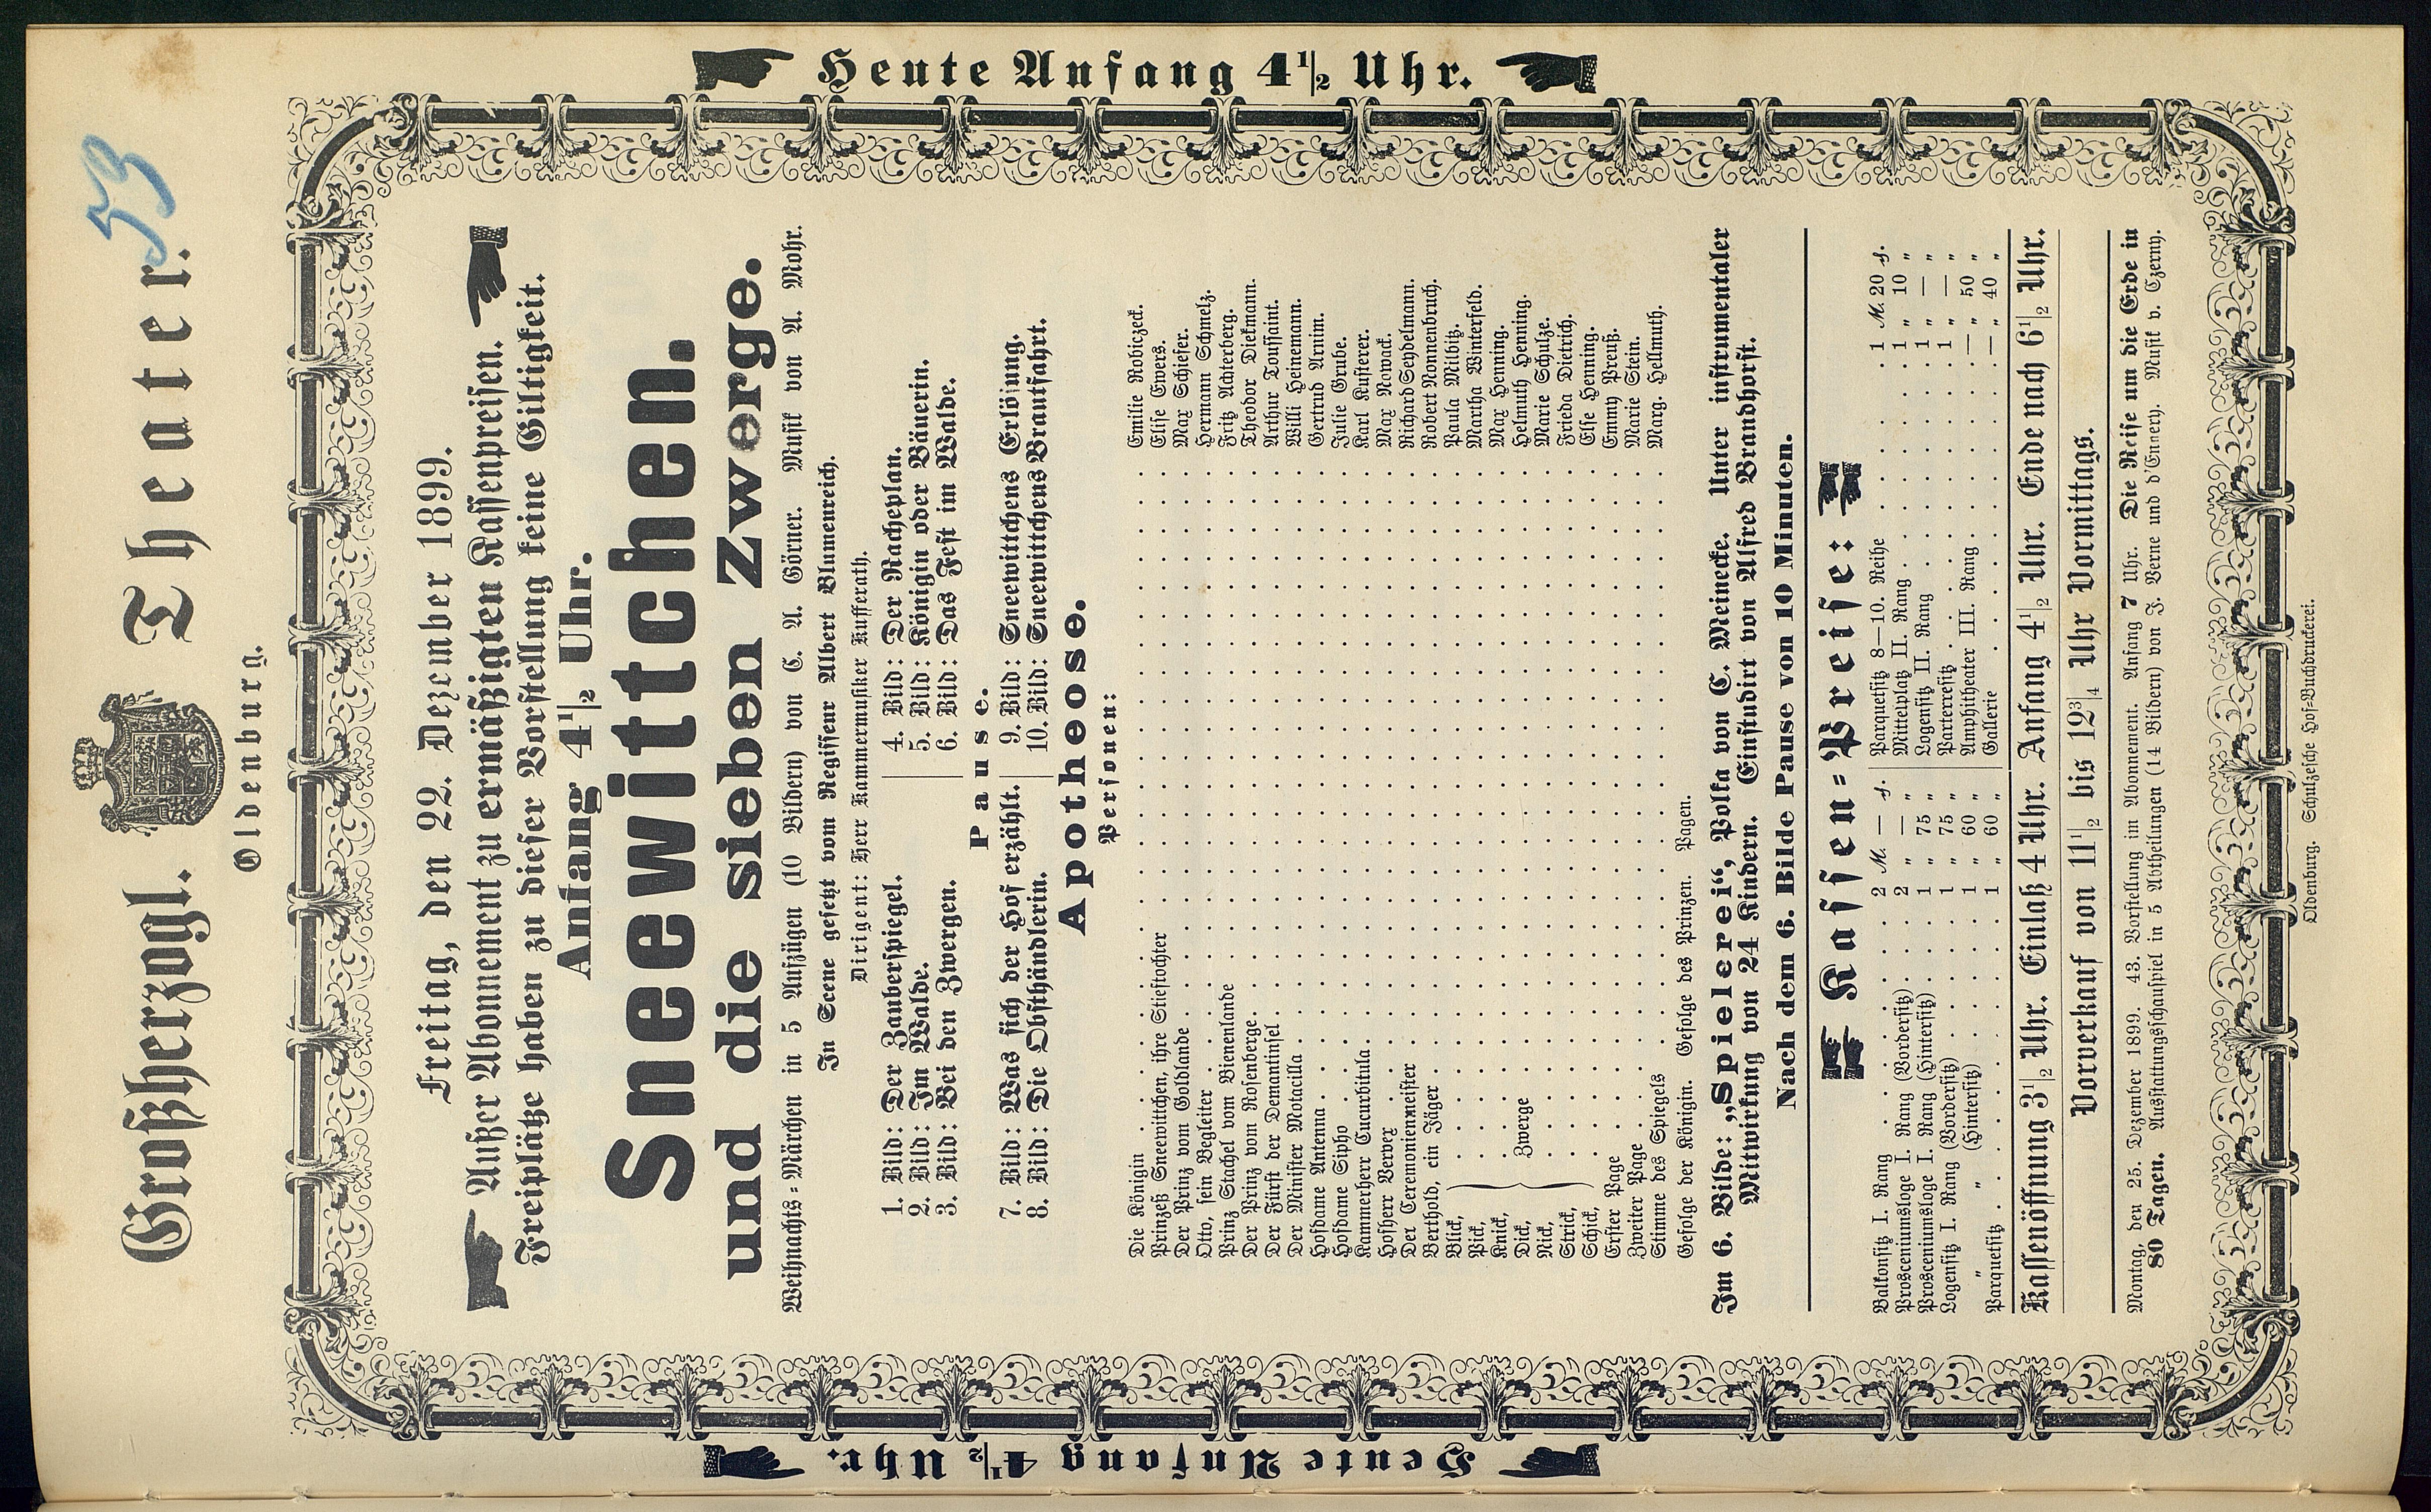 53
Großherzogl. Theater.
Oldenburg.
Heute Anfang 4½ Uhr.
Heute Anfang 4½ Uhr.
Freitag, den 22. Dezember 1899.
Außer Abonnement zu ermäßigten Kassenpreisen.
Freiplätze haben zu dieser Vorstellung keine Giltigkeit.
Anfang 4½ Uhr.
Sneewittchen.
und die sieben Zwerge.
Weihnachts-Märchen in 5 Aufzügen (10 Bildern) von C. A. Görner. Musik von A. Mohr.
In Scene gesetzt vom Regisseur Albert Blumenreich.
Dirigent: Herr Kammermusiker Kufferath.
1. Bild: Der Zauberspiegel.
2. Bild: Im Walde.
3. Bild: Bei den Zwergen.
4. Bild: Der Racheplan.
5. Bild: Königin oder Bäuerin.
6. Bild: Das Fest im Walde.
Pause.
7. Bild: Was sich der Hof erzählt.
8. Bild: Die Obsthändlerin.
9. Bild: Sneewittchens Erlösung.
10. Bild: Sneewittchens Brautfahrt.
Apotheose.
Personen:
Die Königin . . . . Emilie Robiczeck.
Prinzeß Sneewittchen, ihre Stieftochter . . . . Elise Ewers.
Der Prinz vom Goldlande . . . . Max Schiefer.
Otto, sein Begleiter . . . . Hermann Schmelz.
Prinz Stachel vom Bienenlande . . . . Fritz Achterberg.
Der Prinz vom Rosenberge . . . . Theodor Diekmann.
Der Fürst der Demantinsel . . . . Arthur Toussaint.
Der Minister Motacilla . . . . Willi Heinemann.
Hofdame Antenna . . . . Gertrud Arnim.
Hofdame Sipho . . . . Julie Grube.
Kammerherr Cucurbitula . . . . Karl Kusterer.
Hofherr Vervex . . . . Max Nowack.
Der Ceremonienmeister . . . . Richard Seydelmann.
Berthold, ein Jäger . . . . Robert Nonnenbruch.
Blick, . . . . Paula Milbitz.
Pick, . . . . Martha Winterfeld.
Knick, . . . . Max Henning.
Dick, Zwerge . . . . Helmuth Henning.
Nick, . . . . Marie Schulze.
Strick, . . . . Frieda Dietrich.
Schick, . . . . Else Henning.
Erster Page . . . . Emmy Preuß.
Zweiter Page . . . . Marie Stein.
Stimme des Spiegels . . . . Marg. Hellmuth.
Gefolge der Königin. Gefolge des Prinzen. Pagen.
Im 6. Bilde: „Spielerei“, Polka von C. Meinecke. Unter instrumentaler
Mitwirkung von 24 Kindern. Einstudirt von Alfred Brandhorst.
Nach dem 6. Bilde Pause von 10 Minuten.
Kassen-Preise:
Balkonsitz I. Rang . . . . 2 M. — ₰.
Prosceniumsloge I. Rang (Vordersitz) . . . . 2 „ — „
Prosceniumsloge I. Rang (Hintersitz) . . . . 1 „ 75 „
Logensitz I. Rang (Vordersitz) . . . . 1 „ 75 „
„ „ (Hintersitz) . . . . 1 „ 60 „
Parquetsitz . . . . 1 „ 60 „
Parquetsitz 8—10. Reihe . . . . 1 M. 20 ₰.
Mittelplatz II. Rang . . . . 1 „ 10 „
Logensitz II. Rang . . . . 1 „ — „
Parterresitz . . . . 1 „ — „
Amphitheater III. Rang . . . . — „ 50 „
Gallerie . . . . — „ 40 „
Kassenöffnung 3½ Uhr. Einlaß 4 Uhr. Anfang 4½ Uhr. Ende nach 6½ Uhr.
Vorverkauf von 11½ bis 12¾ Uhr Vormittags.
Montag, den 25. Dezember 1899. 43. Vorstellung im Abonnement. Anfang 7 Uhr. Die Reise um die Erde in
80 Tagen. Ausstattungsschauspiel in 5 Abtheilungen (14 Bildern) von J. Verne und d'Ennery. Musik v. Czerny.
Oldenburg. Schulzesche Hof-Buchdruckerei.